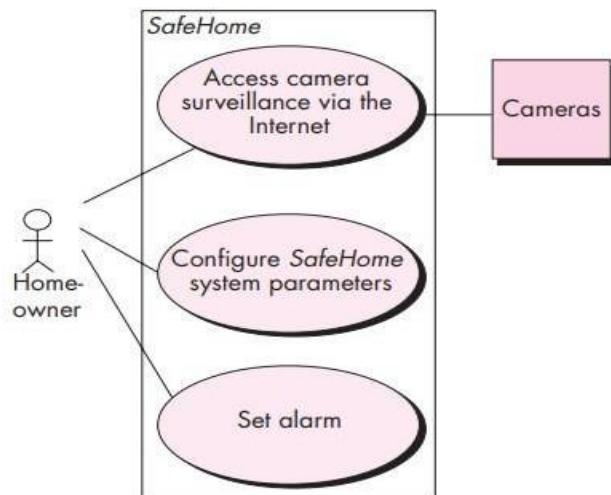 SafeHome
Access camera
surveillance via the
Internet
Cameras
Configure SafeHome
system parameters
Home-
owner
Set alarm